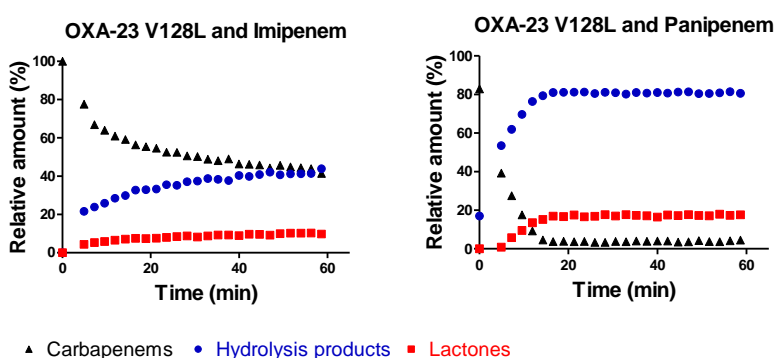 OXA-23 V128L and Imipenem
Relative amount (%)
100
80
60
40
20
0
0 20 40 60
Time (min)
OXA-23 V128L and Panipenem
Relative amount (%)
100
80
60
40
20
0
0 20 40 60
Time (min)
Carbapenems Hydrolysis products Lactones